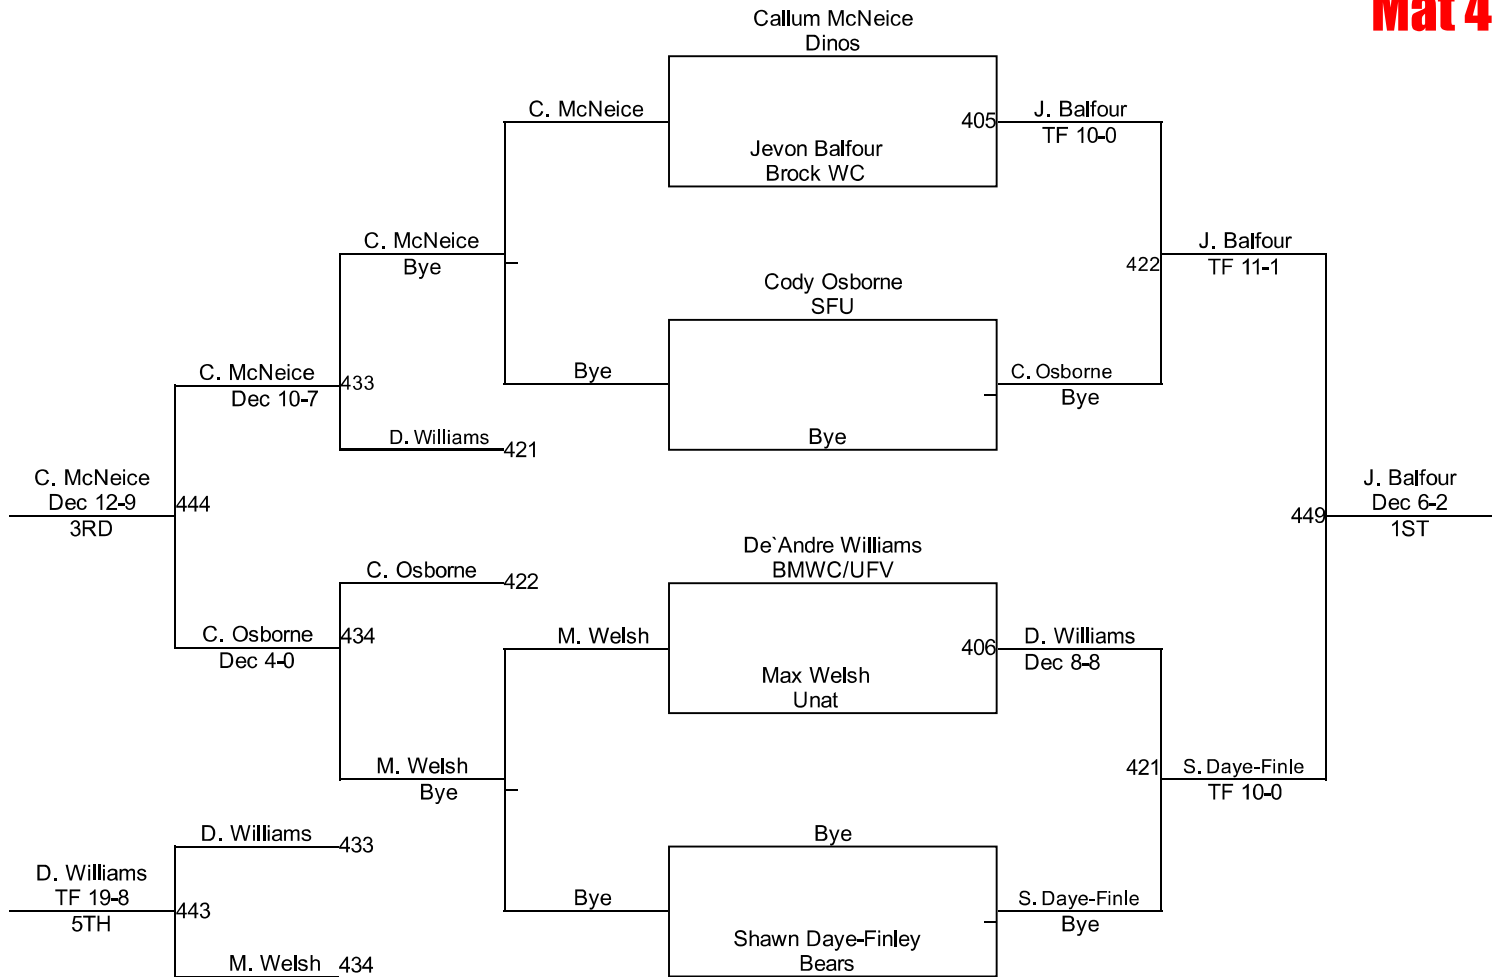 Mat 4
Callum McNeice
Dinos
C. McNeice
405
J. Balfour
TF 10-0
Jevon Balfour
Brock WC
C. McNeice
Bye
422
J. Balfour
TF 11-1
Cody Osborne
SFU
C. McNeice
Dec 10-7
433
Bye
C. Osborne
Bye
D. Williams
421
Bye
C. McNeice
Dec 12-9
3RD
444
449
J. Balfour
Dec 6-2
1ST
De`Andre Williams
BMWC/UFV
C. Osborne
422
C. Osborne
Dec 4-0
434
M. Welsh
406
D. Williams
Dec 8-8
Max Welsh
Unat
M. Welsh
Bye
421
S. Daye-Finle
TF 10-0
D. Williams
433
Bye
D. Williams
TF 19-8
5TH
443
Bye
S. Daye-Finle
Bye
Shawn Daye-Finley
Bears
M. Welsh
434